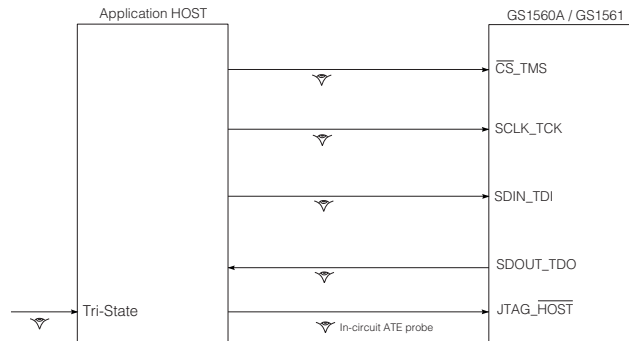 Application HOST
GS1560A / GS1561
CS_TMS
SCLK_TCK
SDIN_TDI
SDOUT_TDO
Tri-State
JTAG_HOST
In-circuit ATE probe